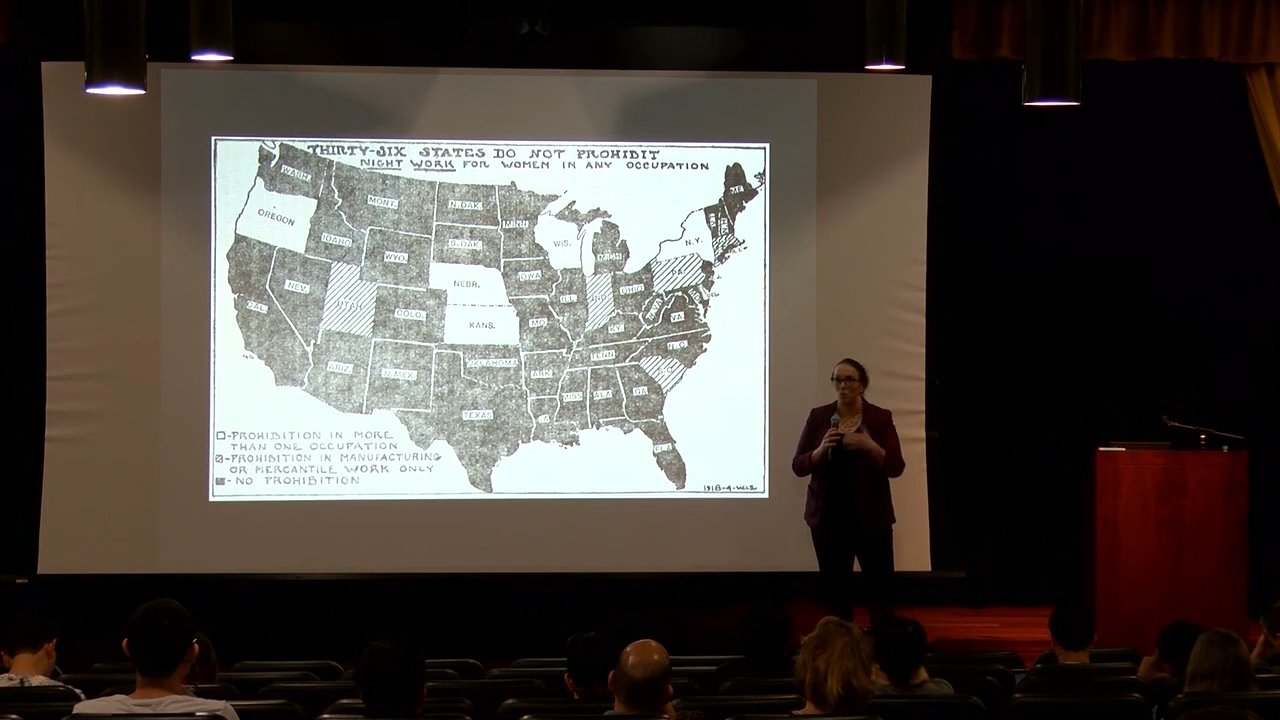 THIRTY-SIX STATES DO NOT PROHIBIT
NIGHT WORK FOR WOMEN IN ANY OCCUPATION
WASH.
MONT.
N. DAK.
MINN
ME.
OREGON
IDAHO
S. DAK.
WIS.
MICH
N.Y.
WYO.
PA.
NEV.
UTAH
NEBR.
IOWA
ILL
IND
OHIO
CAL.
COLO.
KANS.
MO.
KY
VA.
ARIZ.
N. MEX.
OKLAHOMA
ARK
TENN
N.C.
S.C.
TEXAS
LA
MISS
ALA
GA
FLA
-PROHIBITION IN MORE
THAN ONE OCCUPATION
-PROHIBITION IN MANUFACTURING
OR MERCANTILE WORK ONLY
-NO PROHIBITION